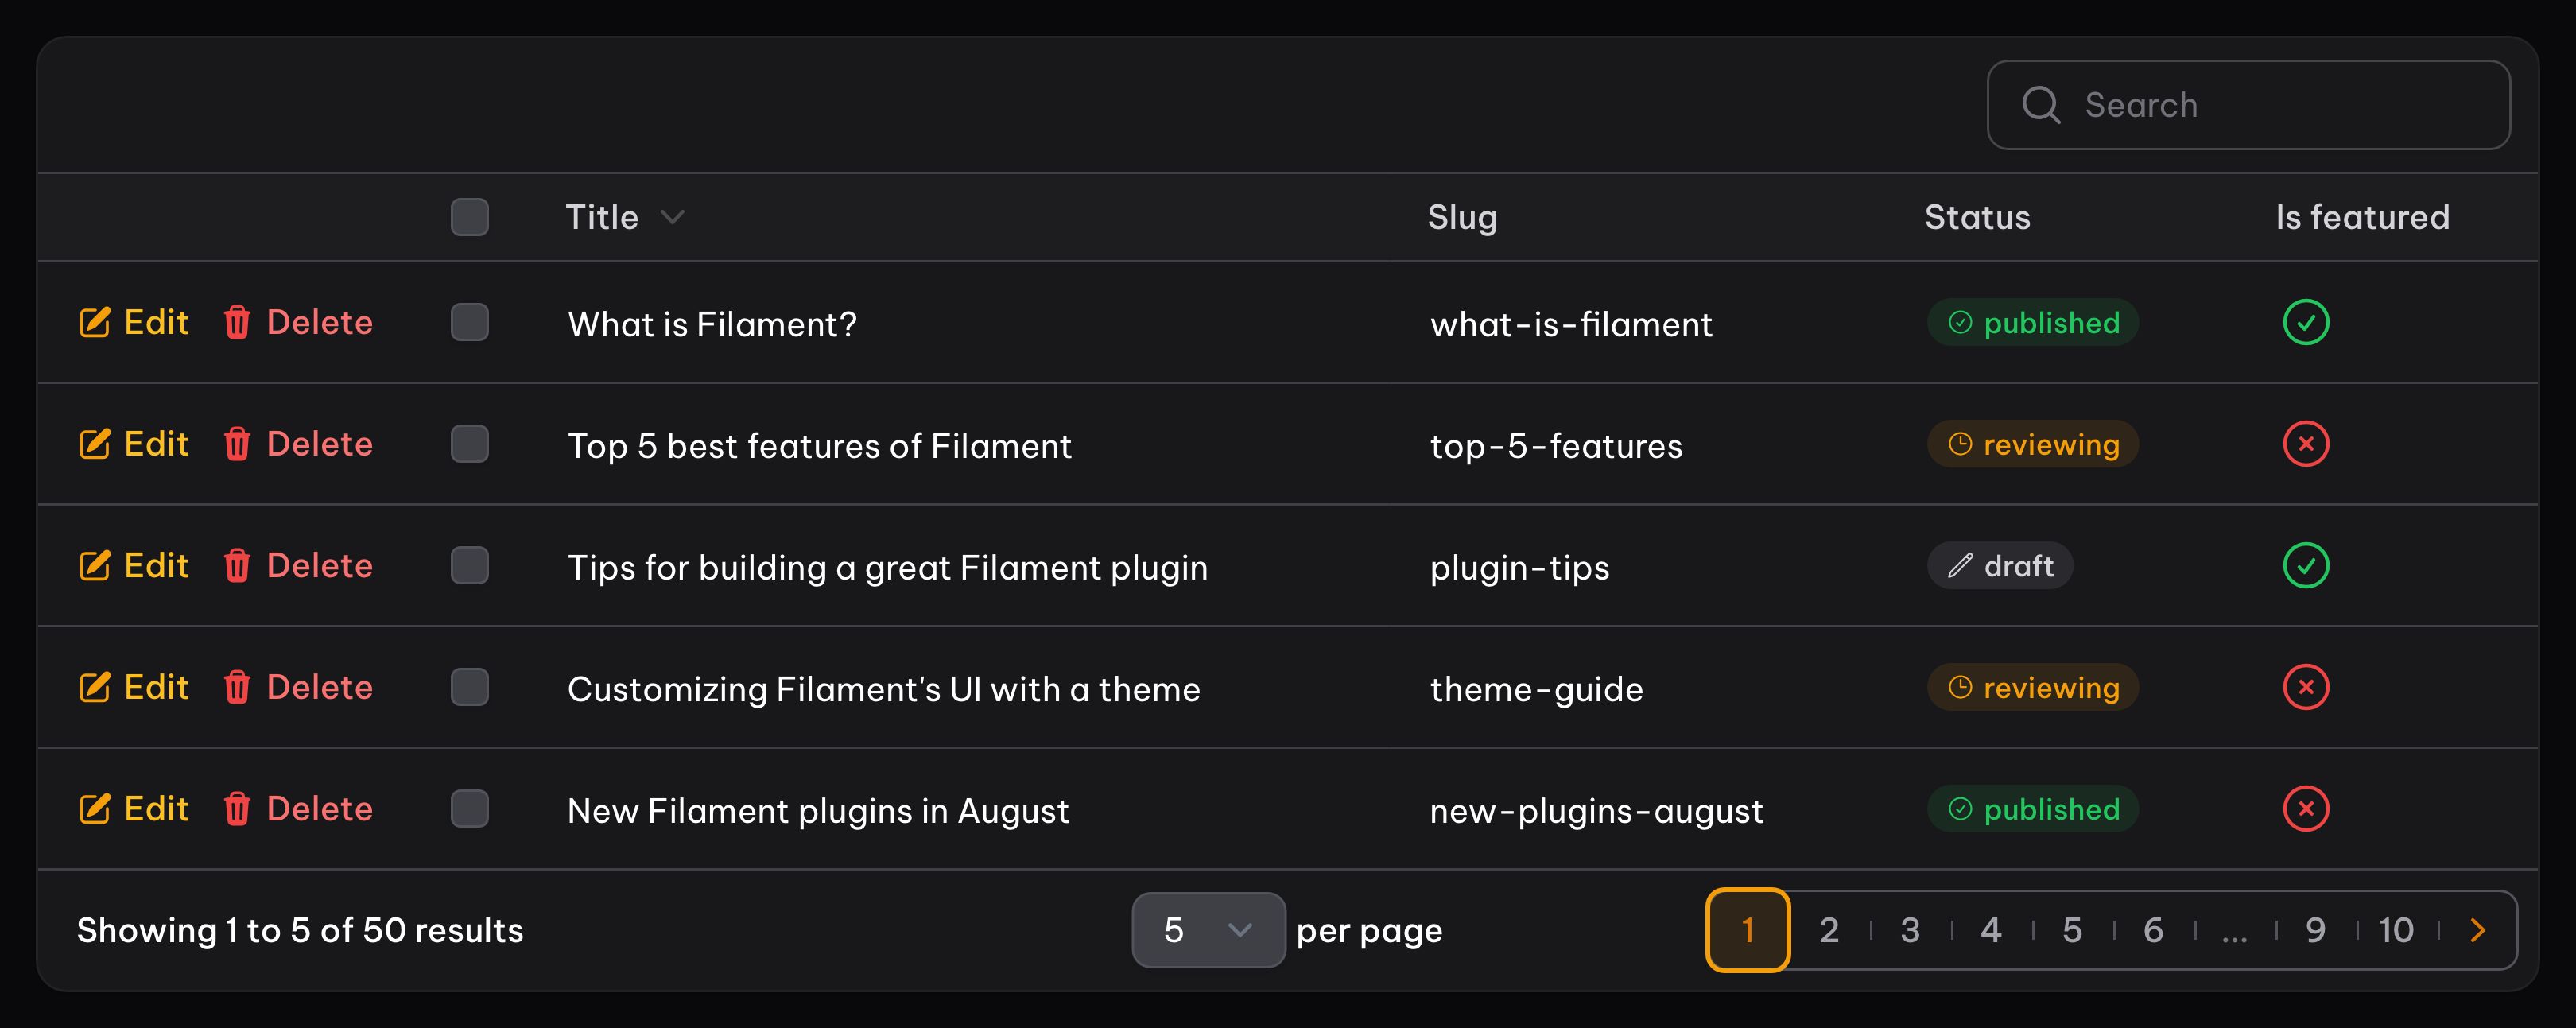 Search
Title Slug Status Is featured
Edit Delete What is Filament? what-is-filament published
Edit Delete Top 5 best features of Filament top-5-features reviewing
Edit Delete Tips for building a great Filament plugin plugin-tips draft
Edit Delete Customizing Filament's UI with a theme theme-guide reviewing
Edit Delete New Filament plugins in August new-plugins-august published
Showing 1 to 5 of 50 results 5 per page 1 2 3 4 5 6 ... 9 10